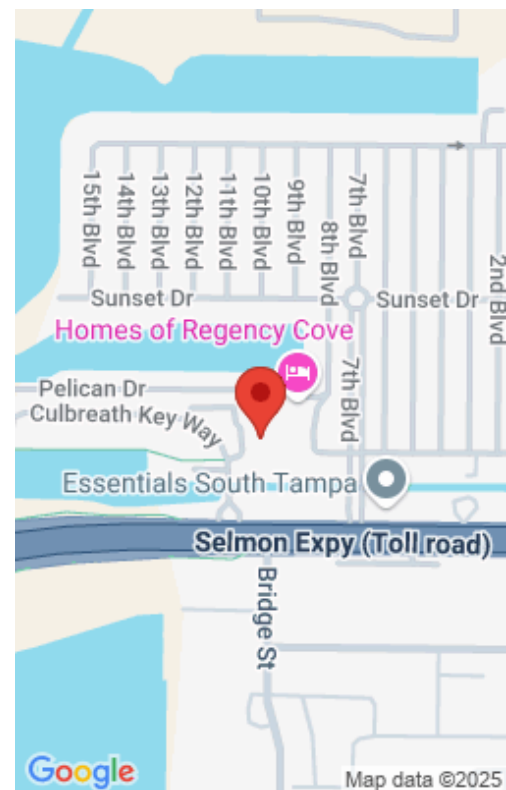 15th Blvd
14th Blvd
13th Blvd
12th Blvd
11th Blvd
10th Blvd
9th Blvd
8th Blvd
7th Blvd
2nd Blvd
Sunset Dr
Sunset Dr
Homes of Regency Cove
7th Blvd
Pelican Dr
Culbreath Key Way
Essentials South Tampa
Selmon Expy (Toll road)
Bridge St
Google
Map data ©2025